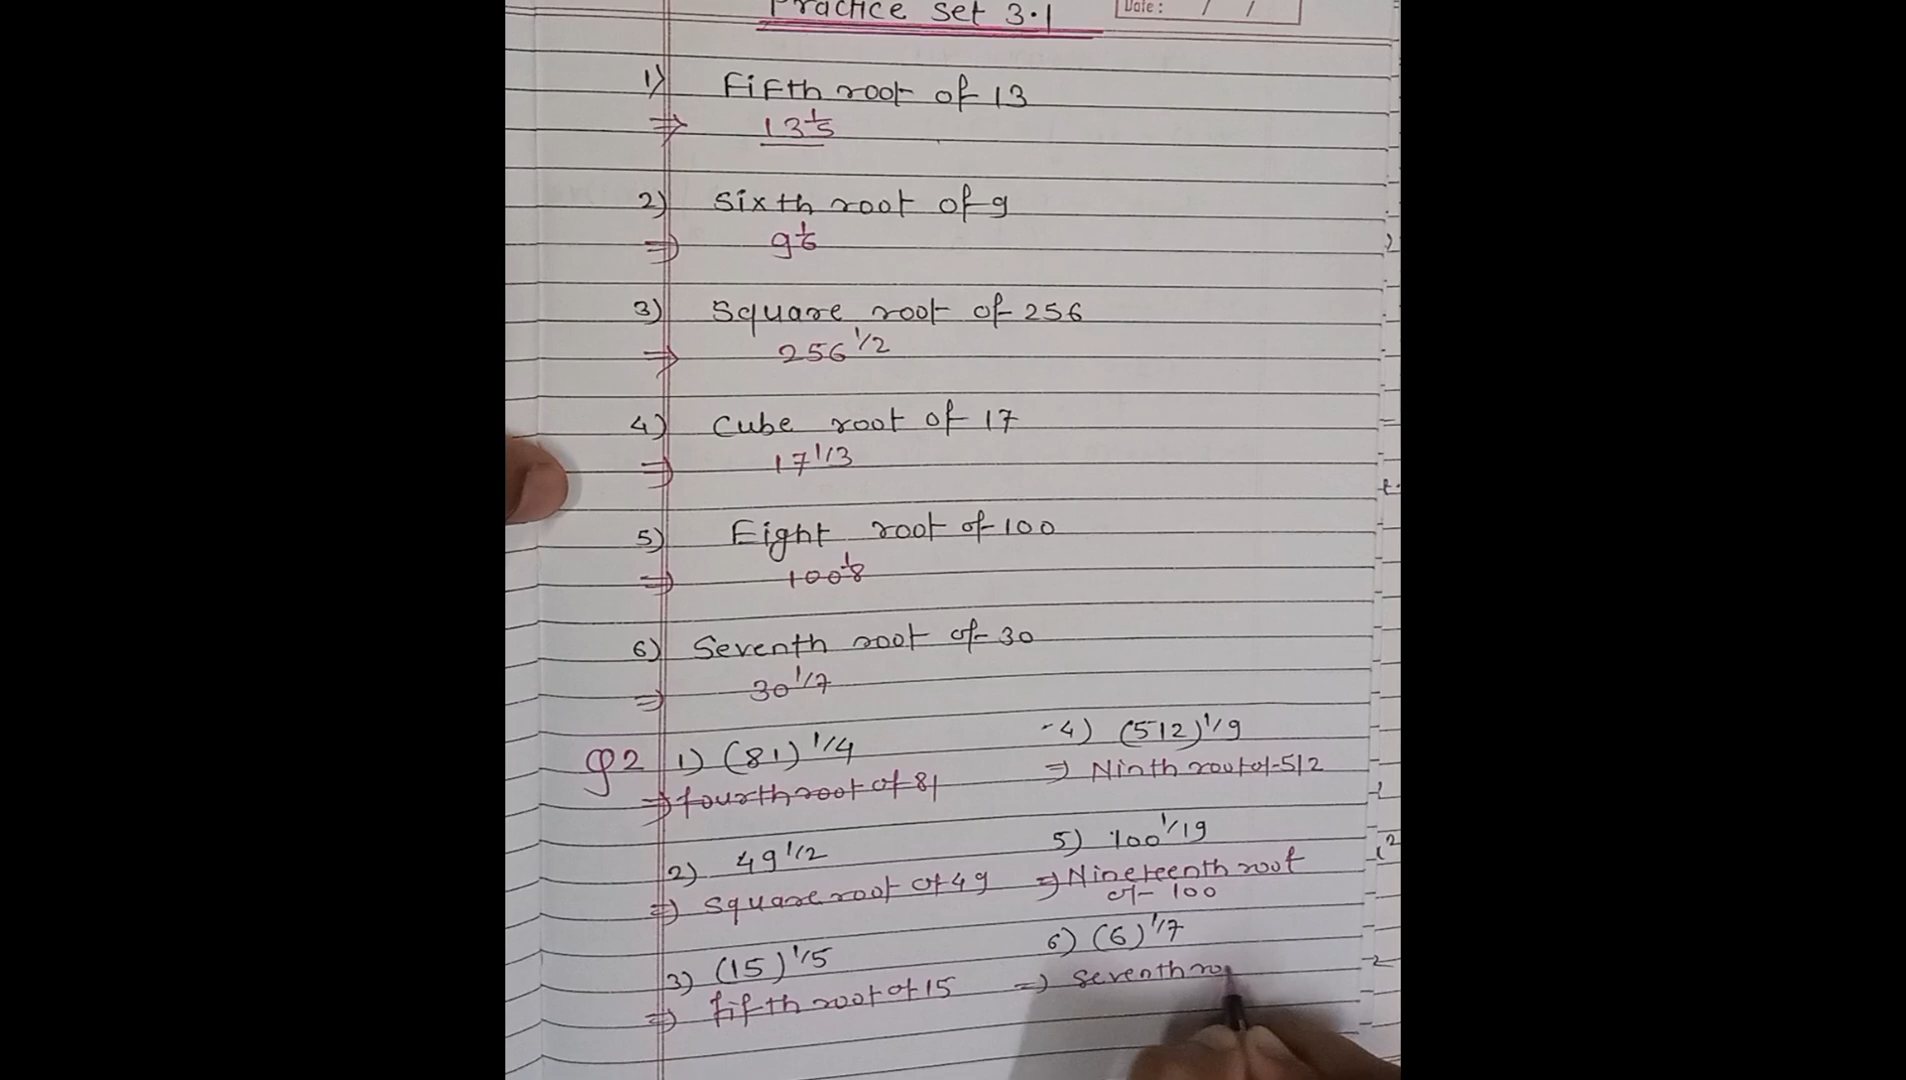 Practice set 3.1
Date: / /
1) Fifth root of 13
⇒ 13 1/5
2) Sixth root of 9
⇒ 9 1/6
3) Square root of 256
⇒ 256 1/2
4) Cube root of 17
⇒ 17 1/3
5) Eight root of 100
⇒ 100 1/8
6) Seventh root of 30
⇒ 30 1/7
Q2 1) (81) 1/4
⇒ fourth root of 81
2) 49 1/2
⇒ square root of 49
3) (15) 1/5
⇒ fifth root of 15
4) (512) 1/9
⇒ Ninth root of 512
5) 100 1/19
⇒ Nineteenth root
of 100
6) (6) 1/7
⇒ Seventh ro